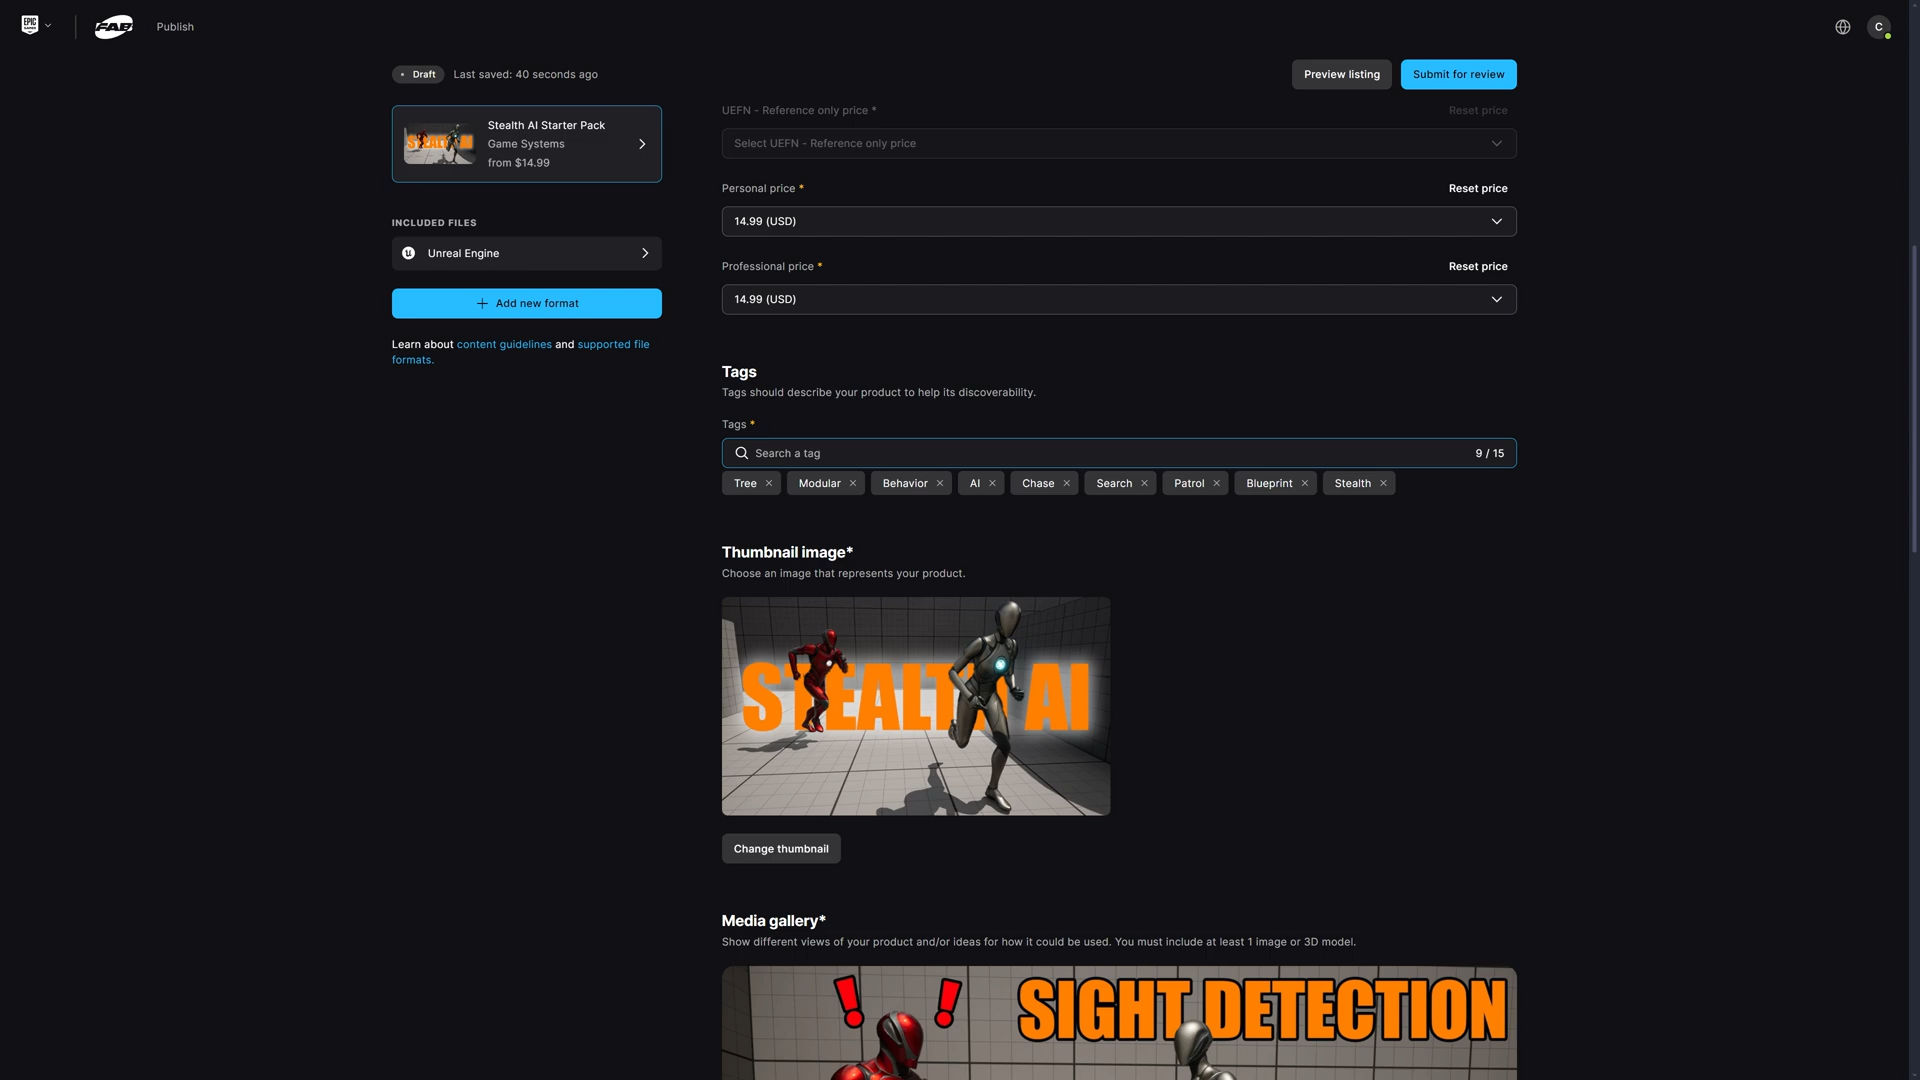 EPIC GAMES
FAB
Publish
C
Draft
Last saved: 40 seconds ago
Preview listing
Submit for review
STEALTH AI
Stealth AI Starter Pack
Game Systems
from $14.99
INCLUDED FILES
Unreal Engine
Add new format
Learn about content guidelines and supported file
formats.
UEFN - Reference only price *
Reset price
Select UEFN - Reference only price
Personal price *
Reset price
14.99 (USD)
Professional price *
Reset price
14.99 (USD)
Tags
Tags should describe your product to help its discoverability.
Tags *
Search a tag
9 / 15
Tree
Modular
Behavior
AI
Chase
Search
Patrol
Blueprint
Stealth
Thumbnail image*
Choose an image that represents your product.
STEALTH AI
Change thumbnail
Media gallery*
Show different views of your product and/or ideas for how it could be used. You must include at least 1 image or 3D model.
! !
SIGHT DETECTION